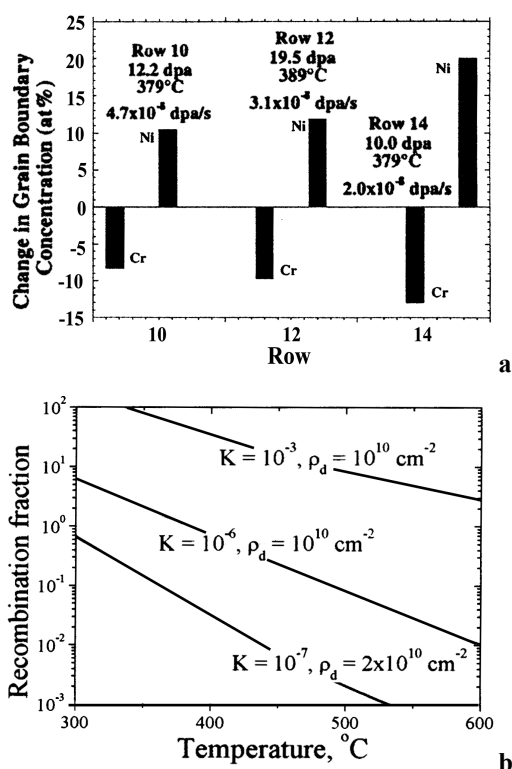 Row 10
12.2 dpa
379°C
4.7x10⁻⁸ dpa/s
Ni
Row 12
19.5 dpa
389°C
3.1x10⁻⁸ dpa/s
Ni
Ni
Row 14
10.0 dpa
379°C
2.0x10⁻⁸ dpa/s
Cr
Cr
Cr
Change in Grain Boundary
Concentration (at%)
25
20
15
10
5
0
-5
-10
-15
10
12
14
Row
a
Recombination fraction
10²
10¹
10⁰
10⁻¹
10⁻²
10⁻³
K = 10⁻³, ρd = 10¹⁰ cm⁻²
K = 10⁻⁶, ρd = 10¹⁰ cm⁻²
K = 10⁻⁷, ρd = 2x10¹⁰ cm⁻²
300
400
500
600
Temperature, °C
b